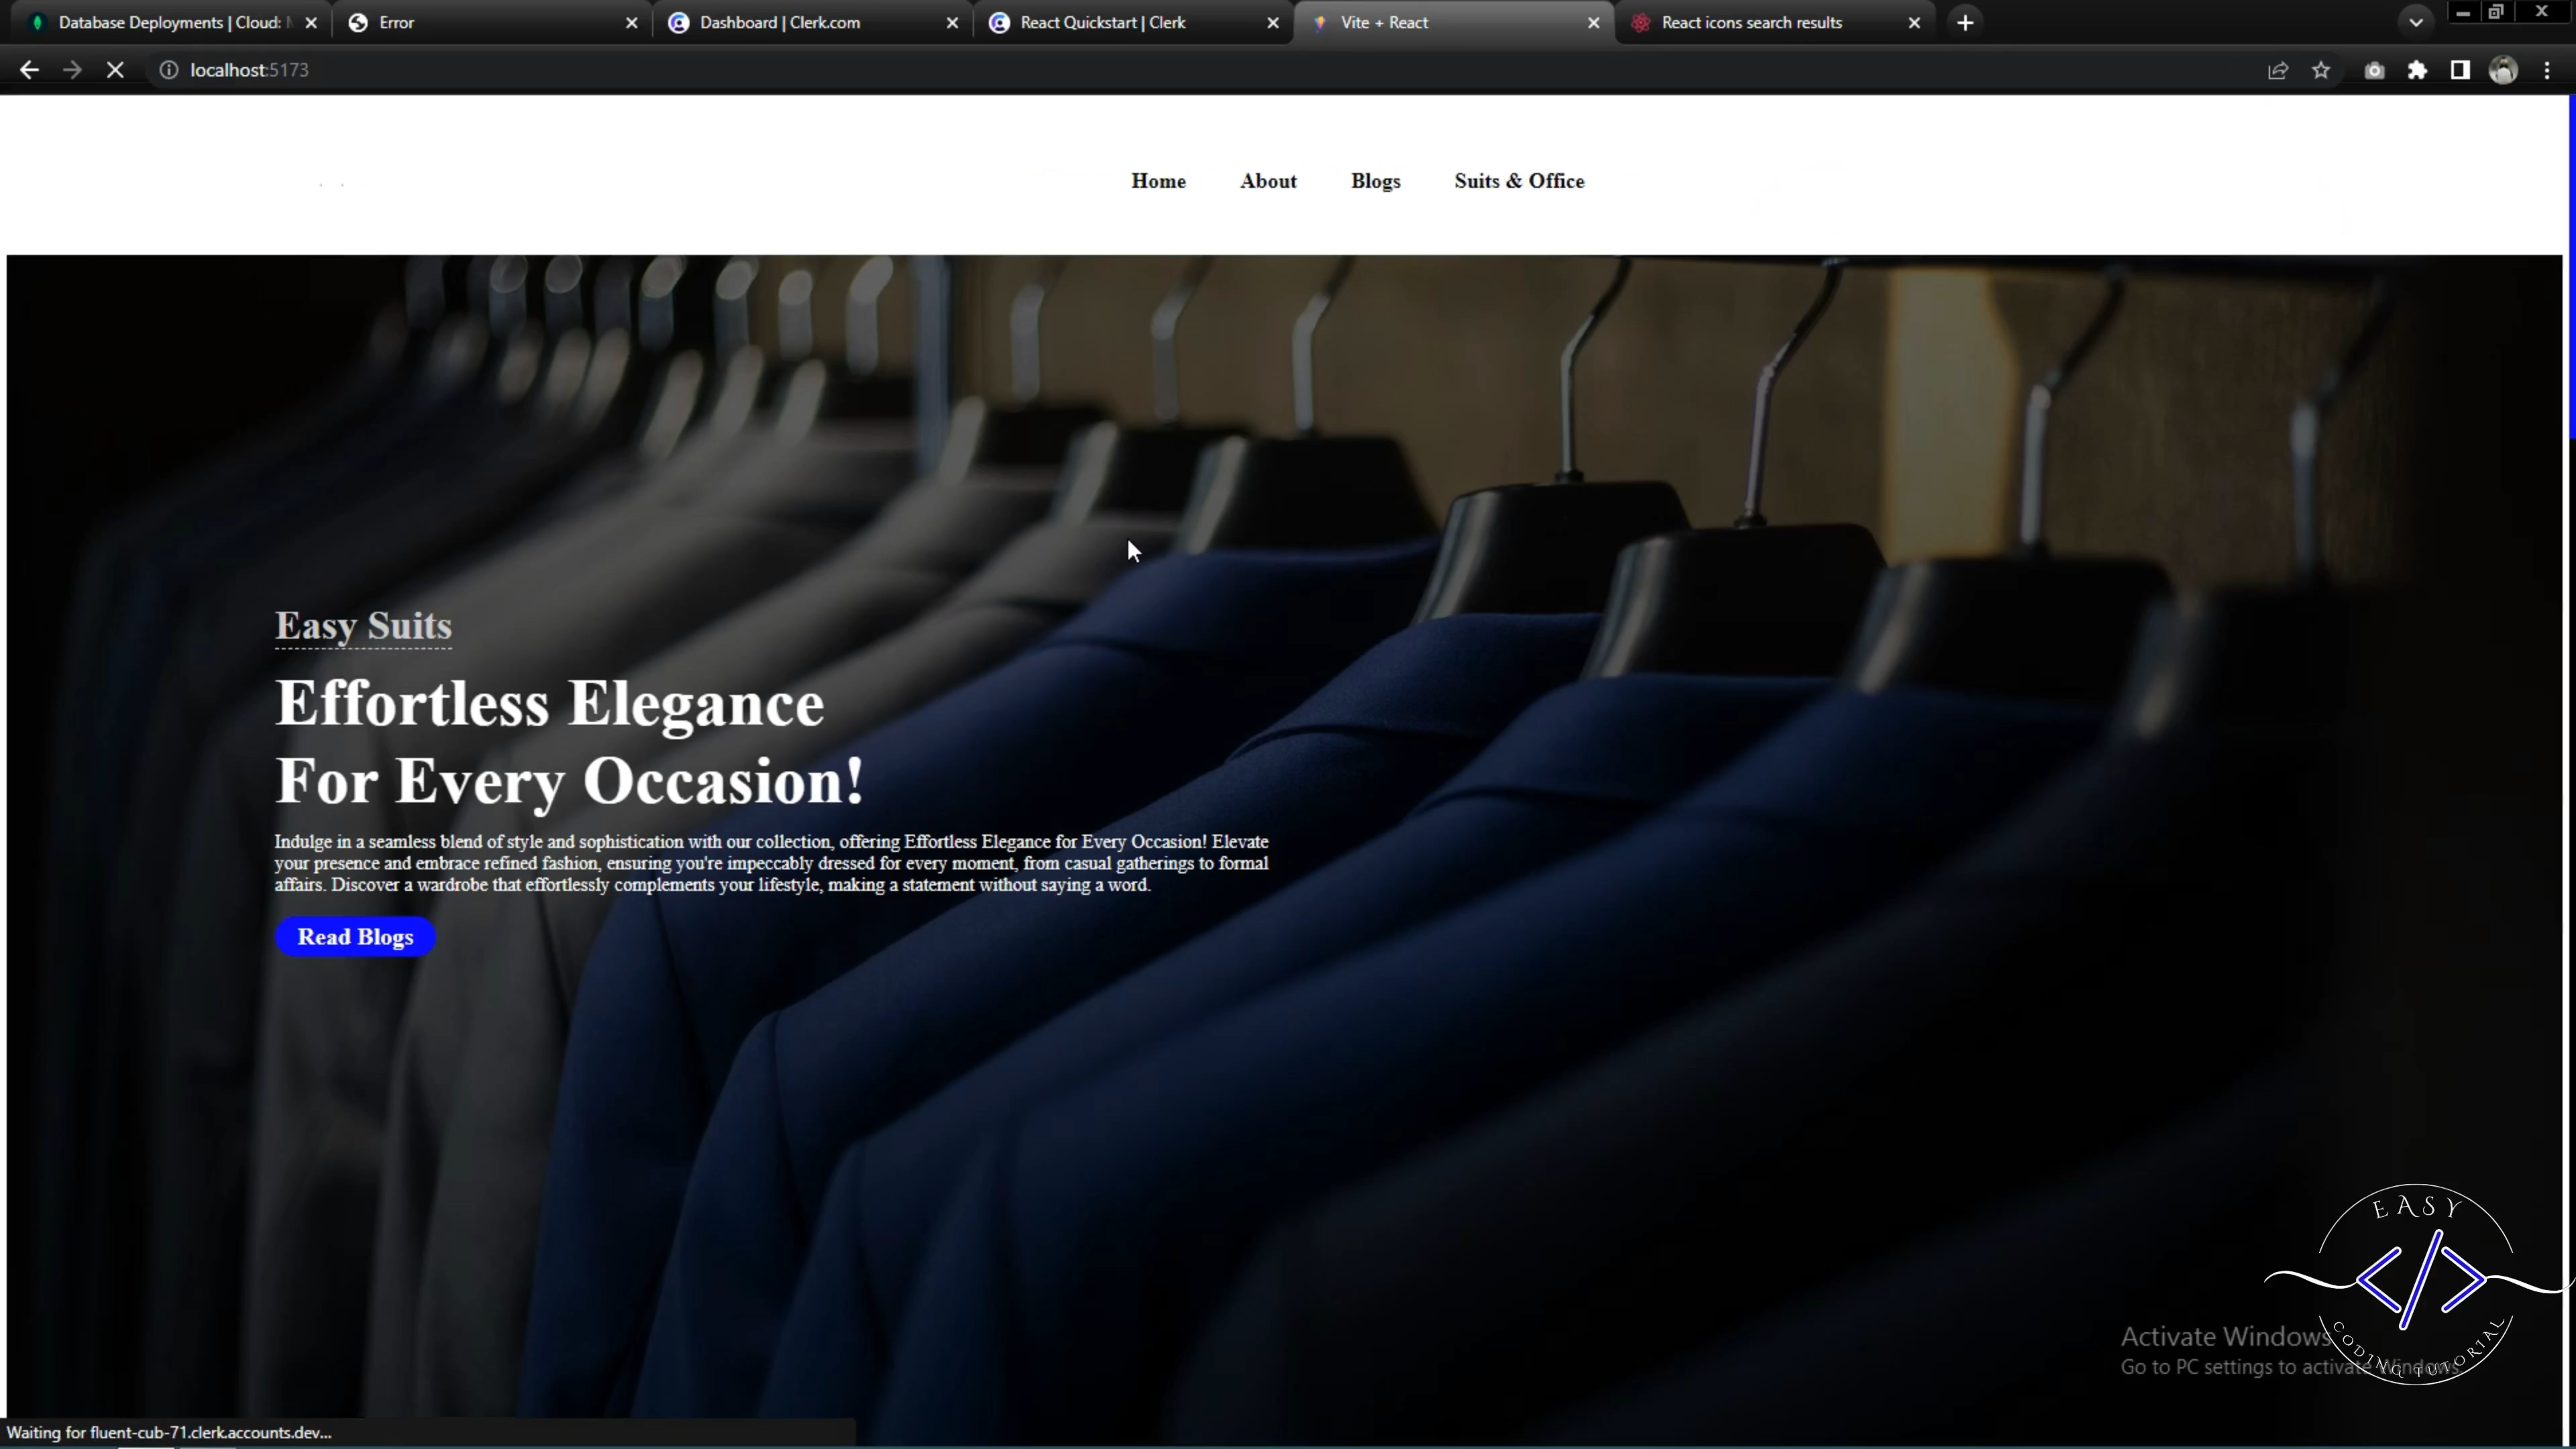 Database Deployments | Cloud: M
Error
Dashboard | Clerk.com
React Quickstart | Clerk
Vite + React
React icons search results
localhost:5173
Home
About
Blogs
Suits & Office
Easy Suits
Effortless Elegance
For Every Occasion!
Indulge in a seamless blend of style and sophistication with our collection, offering Effortless Elegance for Every Occasion! Elevate
your presence and embrace refined fashion, ensuring you're impeccably dressed for every moment, from casual gatherings to formal
affairs. Discover a wardrobe that effortlessly complements your lifestyle, making a statement without saying a word.
Read Blogs
EASY
</>
CODING TUTORIAL
Activate Windows
Go to PC settings to activate Windows.
Waiting for fluent-cub-71.clerk.accounts.dev...